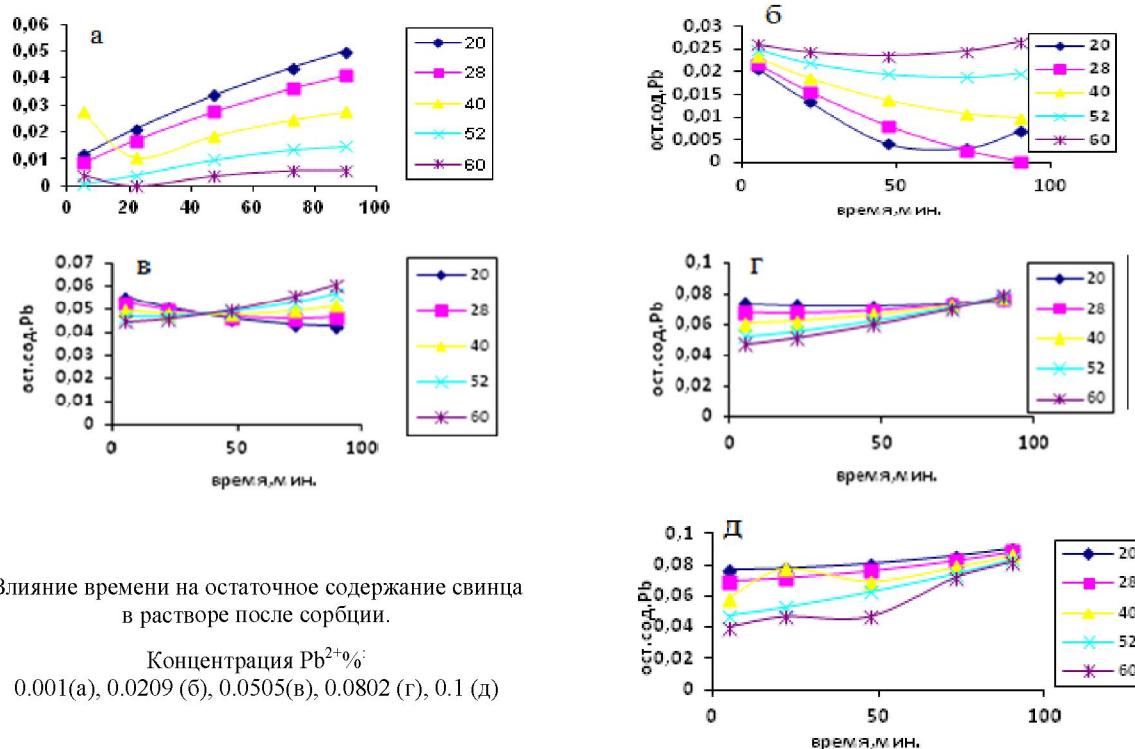 а
0,06
0,05
0,04
0,03
0,02
0,01
0
0 20 40 60 80 100
20
28
40
52
60
б
ост.сод.Pb
0,03
0,025
0,02
0,015
0,01
0,005
0
0 50 100
время,мин.
20
28
40
52
60
в
ост.сод.Pb
0,07
0,06
0,05
0,04
0,03
0,02
0,01
0
0 50 100
время,мин.
20
28
40
52
60
г
ост.сод.Pb
0,1
0,08
0,06
0,04
0,02
0
0 50 100
время,мин.
20
28
40
52
60
д
ост.сод.Pb
0,1
0,08
0,06
0,04
0,02
0
0 50 100
время,мин.
20
28
40
52
60
Влияние времени на остаточное содержание свинца
в растворе после сорбции.
Концентрация Pb²⁺%:
0.001(а), 0.0209 (б), 0.0505(в), 0.0802 (г), 0.1 (д)